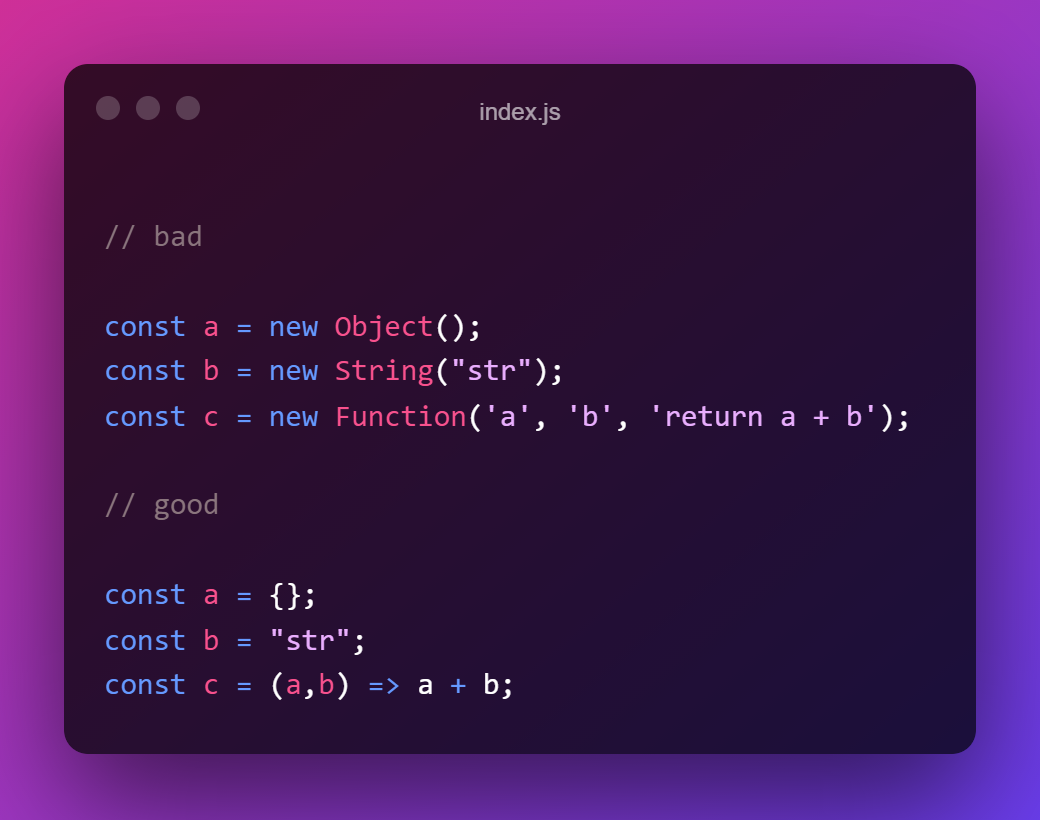 index.js
// bad
const a = new Object();
const b = new String("str");
const c = new Function('a', 'b', 'return a + b');
// good
const a = {};
const b = "str";
const c = (a,b) => a + b;